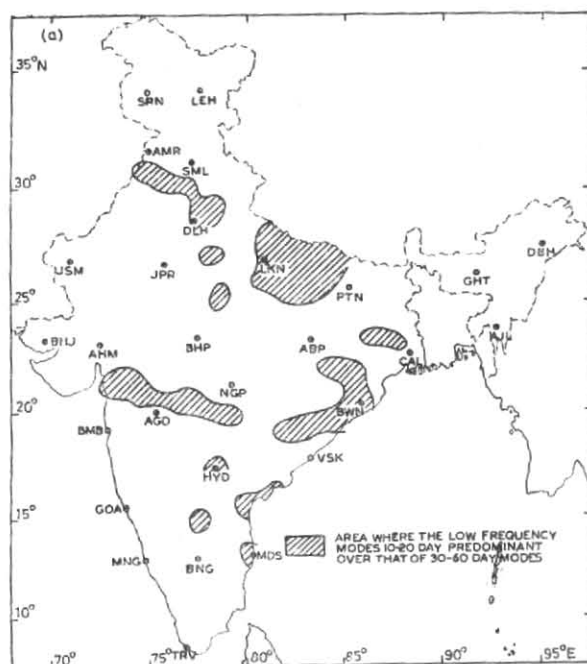 (a)
35°N
SRN
LEH
AMR
SML
30°
DLH
DBH
JSM
JPR
LKN
GHT
PTN
25°
BHJ
AHM
BHP
ABP
CAL
AJL
NGP
20°
AGD
BWN
BMB
VSK
HYD
GOA
15°
AREA WHERE THE LOW FREQUENCY
MODES 10-20 DAY PREDOMINANT
OVER THAT OF 30-60 DAY MODES
MNG
BNG
MDS
10°
70°
75°
TRV
80°
85°
90°
95°E